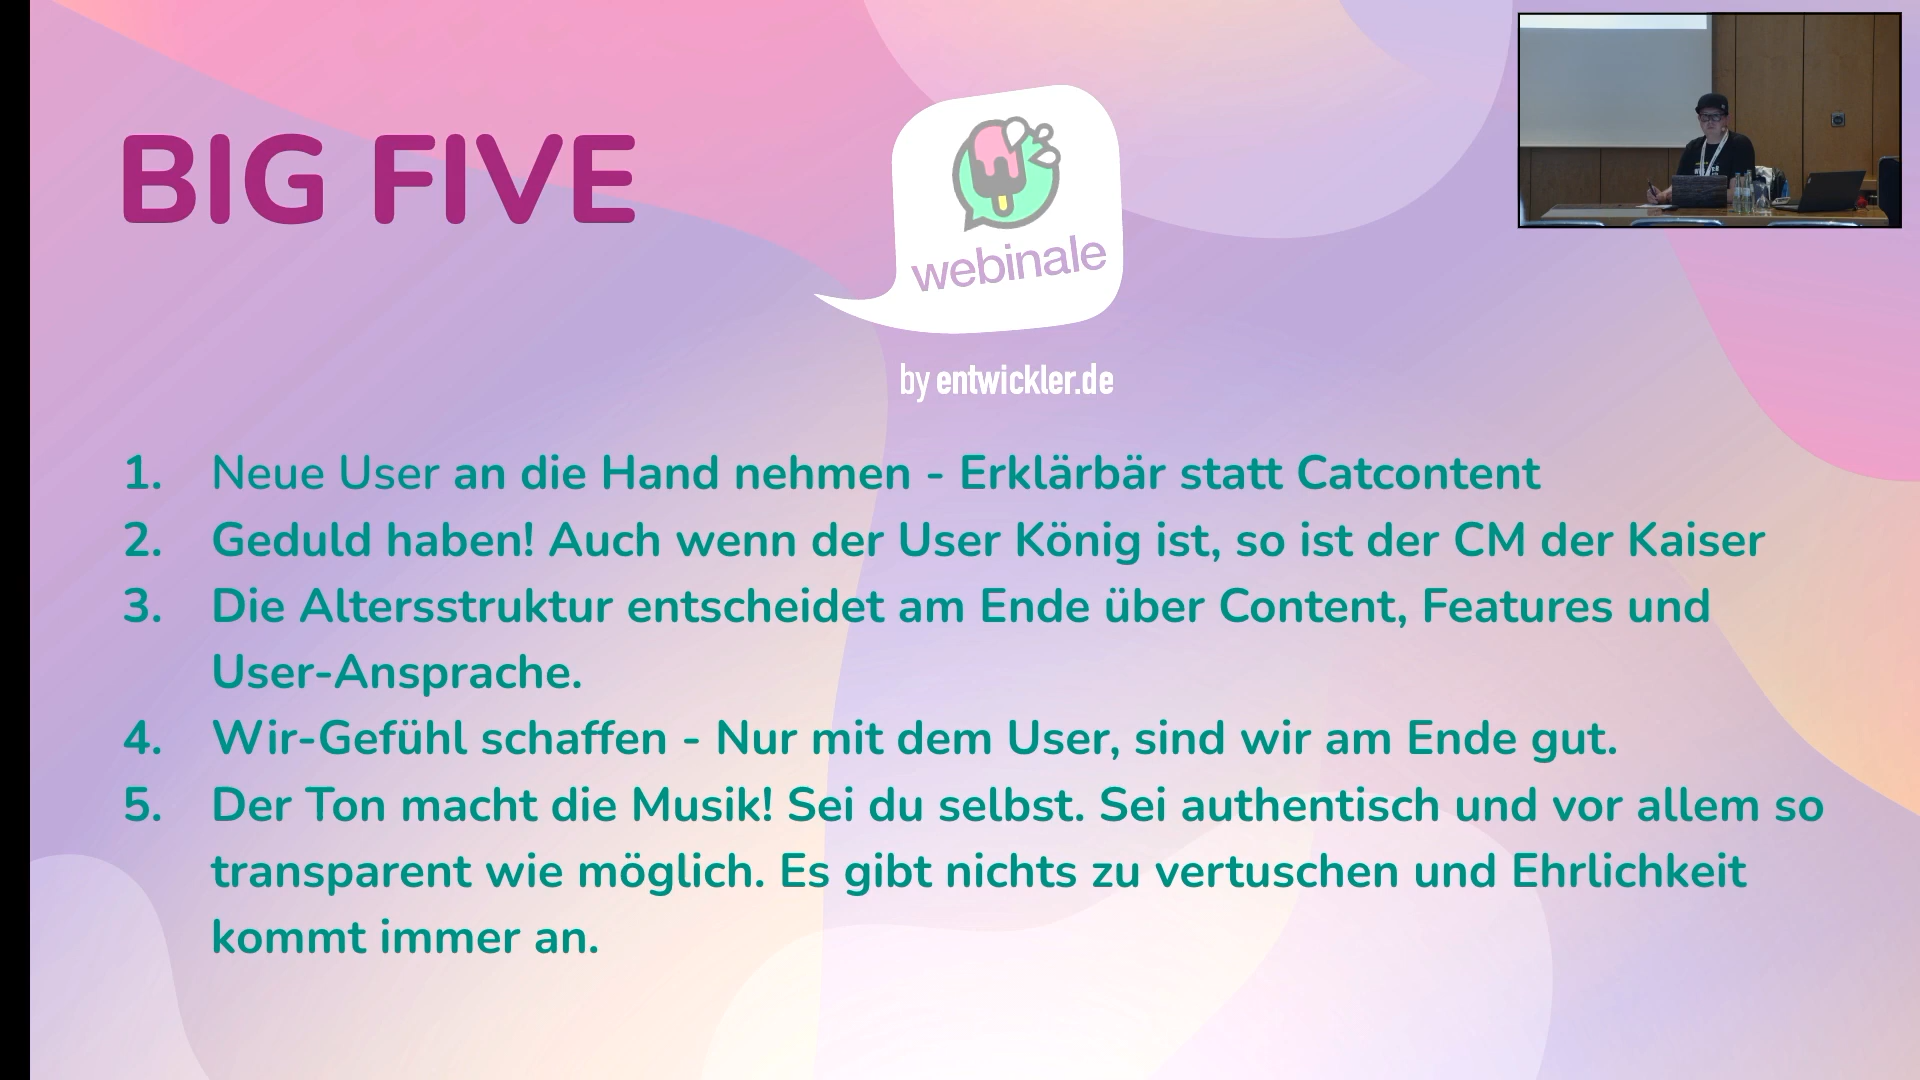 BIG FIVE
webinale
by entwickler.de
1. Neue User an die Hand nehmen - Erklärbär statt Catcontent
2. Geduld haben! Auch wenn der User König ist, so ist der CM der Kaiser
3. Die Altersstruktur entscheidet am Ende über Content, Features und
User-Ansprache.
4. Wir-Gefühl schaffen - Nur mit dem User, sind wir am Ende gut.
5. Der Ton macht die Musik! Sei du selbst. Sei authentisch und vor allem so
transparent wie möglich. Es gibt nichts zu vertuschen und Ehrlichkeit
kommt immer an.